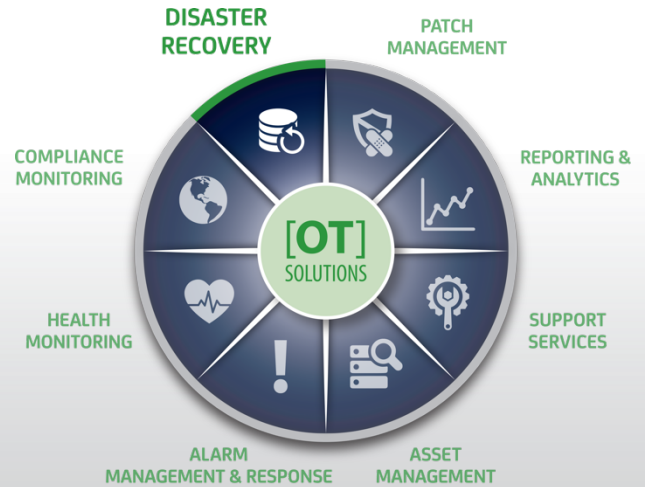 DISASTER
RECOVERY
PATCH
MANAGEMENT
COMPLIANCE
MONITORING
REPORTING &
ANALYTICS
[OT]
SOLUTIONS
HEALTH
MONITORING
SUPPORT
SERVICES
ALARM
MANAGEMENT & RESPONSE
ASSET
MANAGEMENT